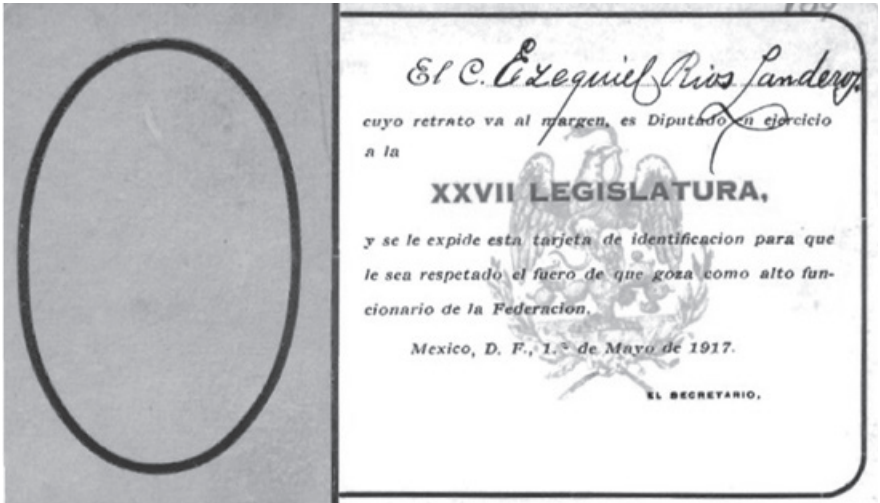 El C. Ezequiel Rios Landeros
cuyo retrato va al margen, es Diputado en ejercicio
a la
XXVII LEGISLATURA,
y se le expide esta tarjeta de identificacion para que
le sea respetado el fuero de que goza como alto fun-
cionario de la Federacion.
Mexico, D. F., 1.º de Mayo de 1917.
EL SECRETARIO,